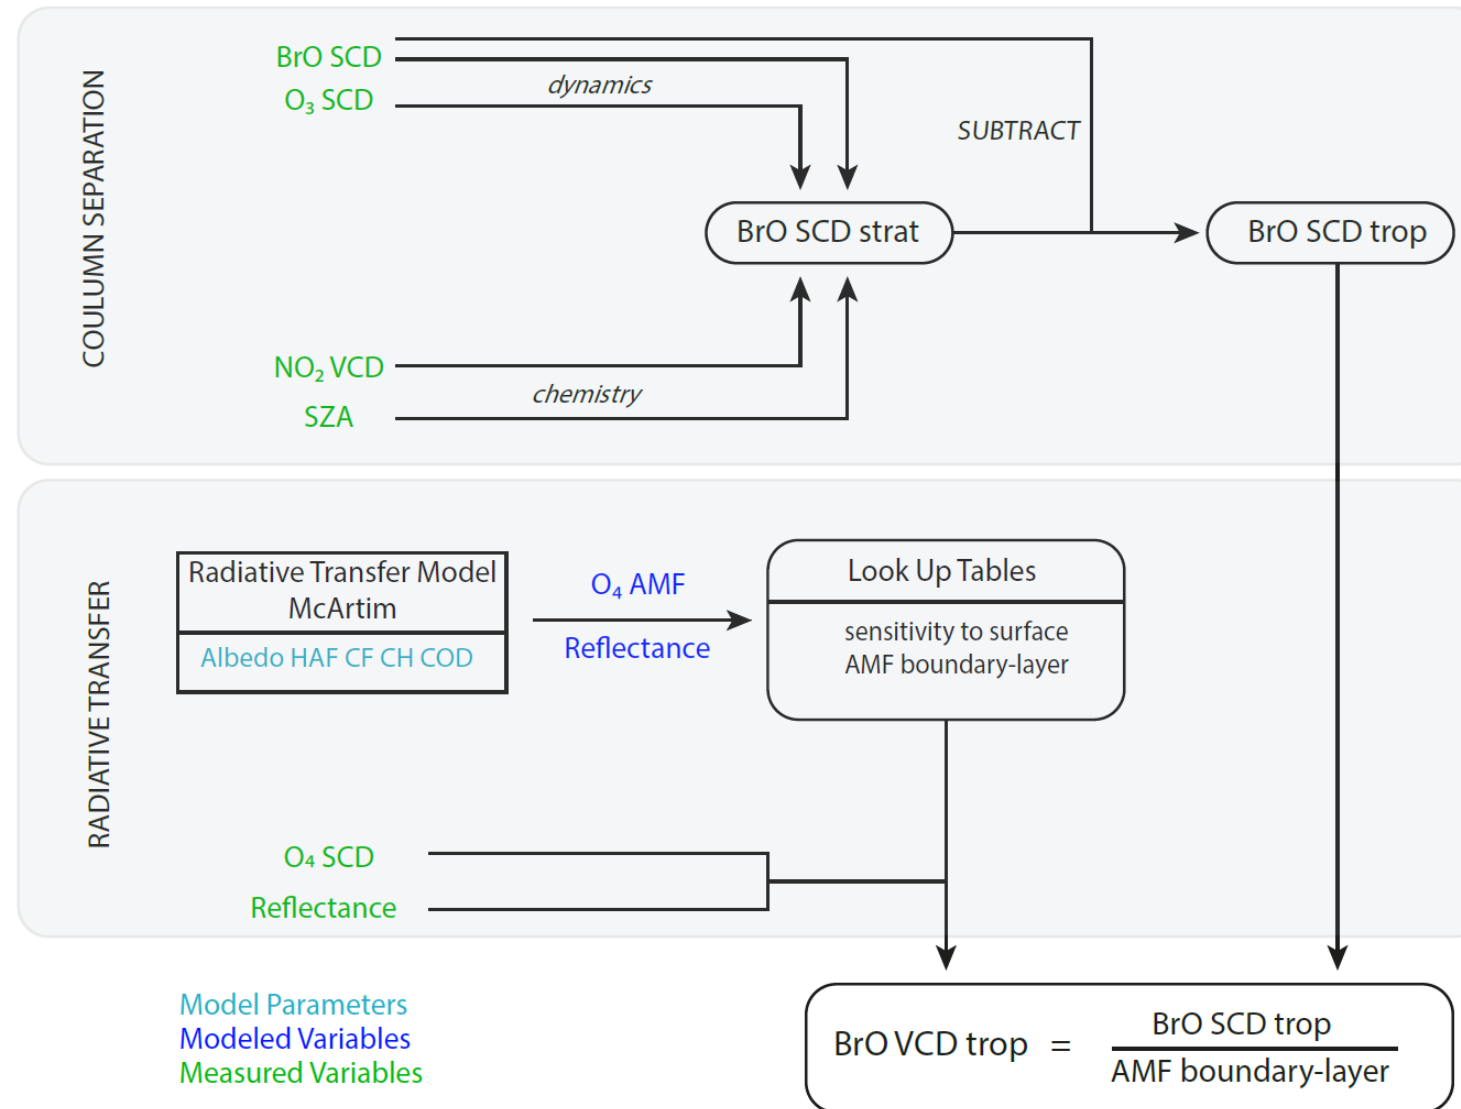 COULUMN SEPARATION
BrO SCD
O₃ SCD
dynamics
SUBTRACT
BrO SCD strat
BrO SCD trop
NO₂ VCD
chemistry
SZA
RADIATIVE TRANSFER
Radiative Transfer Model
McArtim
Albedo HAF CF CH COD
O₄ AMF
Reflectance
Look Up Tables
sensitivity to surface
AMF boundary-layer
O₄ SCD
Reflectance
Model Parameters
Modeled Variables
Measured Variables
BrO VCD trop =
BrO SCD trop
AMF boundary-layer